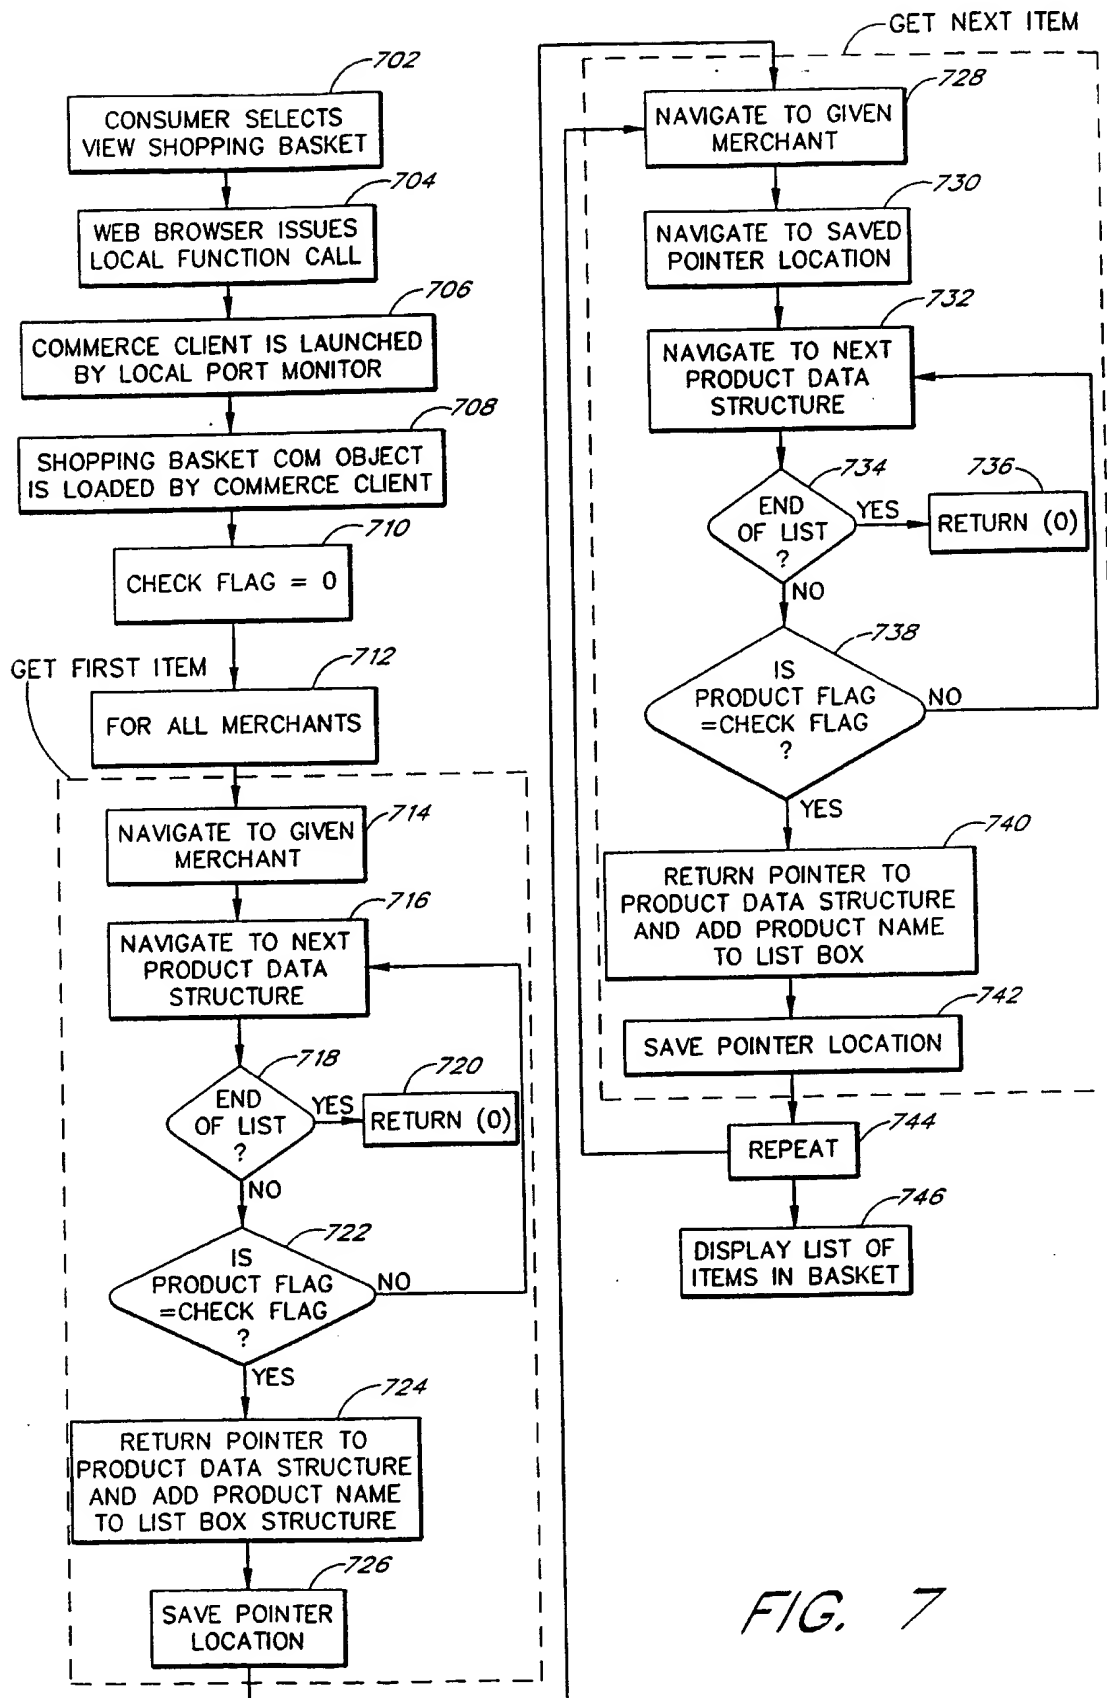 702
CONSUMER SELECTS
VIEW SHOPPING BASKET
704
WEB BROWSER ISSUES
LOCAL FUNCTION CALL
706
COMMERCE CLIENT IS LAUNCHED
BY LOCAL PORT MONITOR
708
SHOPPING BASKET COM OBJECT
IS LOADED BY COMMERCE CLIENT
710
CHECK FLAG = 0
GET FIRST ITEM
712
FOR ALL MERCHANTS
714
NAVIGATE TO GIVEN
MERCHANT
716
NAVIGATE TO NEXT
PRODUCT DATA
STRUCTURE
718
END
OF LIST
?
YES
720
RETURN (0)
NO
722
IS
PRODUCT FLAG
=CHECK FLAG
?
NO
YES
724
RETURN POINTER TO
PRODUCT DATA STRUCTURE
AND ADD PRODUCT NAME
TO LIST BOX STRUCTURE
726
SAVE POINTER
LOCATION
GET NEXT ITEM
728
NAVIGATE TO GIVEN
MERCHANT
730
NAVIGATE TO SAVED
POINTER LOCATION
732
NAVIGATE TO NEXT
PRODUCT DATA
STRUCTURE
734
END
OF LIST
?
YES
736
RETURN (0)
NO
738
IS
PRODUCT FLAG
=CHECK FLAG
?
NO
YES
740
RETURN POINTER TO
PRODUCT DATA STRUCTURE
AND ADD PRODUCT NAME
TO LIST BOX
742
SAVE POINTER LOCATION
744
REPEAT
746
DISPLAY LIST OF
ITEMS IN BASKET
FIG. 7